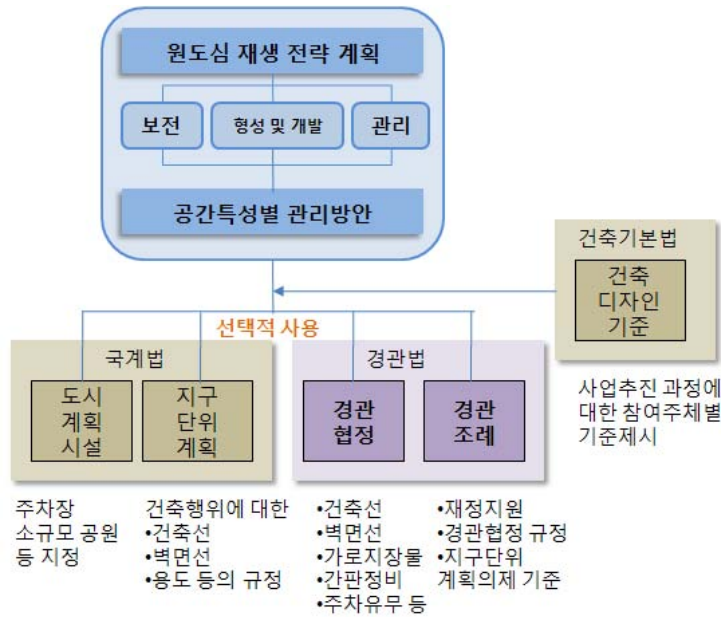 원도심 재생 전략 계획
보전
형성 및 개발
관리
공간특성별 관리방안
건축기본법
건축
디자인
기준
사업추진 과정에
대한 참여주체별
기준제시
선택적 사용
국계법
도시
계획
시설
지구
단위
계획
경관법
경관
협정
경관
조례
주차장
소규모 공원
등 지정
건축행위에 대한
•건축선
•벽면선
•용도 등의 규정
•건축선
•벽면선
•가로지장물
•간판정비
•주차유무 등
•재정지원
•경관협정 규정
•지구단위
계획의제 기준